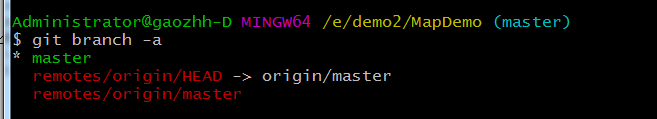 Administrator@gaozhh-D MINGW64 /e/demo2/MapDemo (master)
$ git branch -a
* master
  remotes/origin/HEAD -> origin/master
  remotes/origin/master